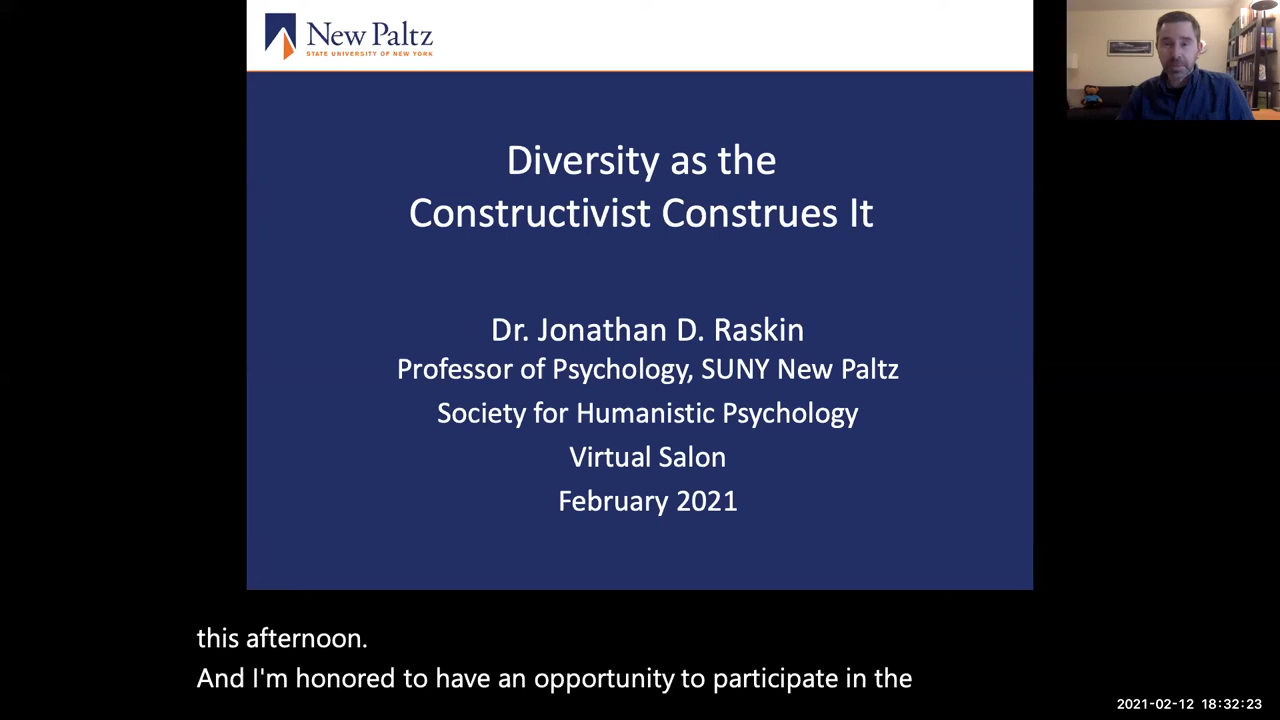 New Paltz
STATE UNIVERSITY OF NEW YORK
Diversity as the
Constructivist Construes It
Dr. Jonathan D. Raskin
Professor of Psychology, SUNY New Paltz
Society for Humanistic Psychology
Virtual Salon
February 2021
this afternoon.
And I'm honored to have an opportunity to participate in the
2021-02-12 18:32:23